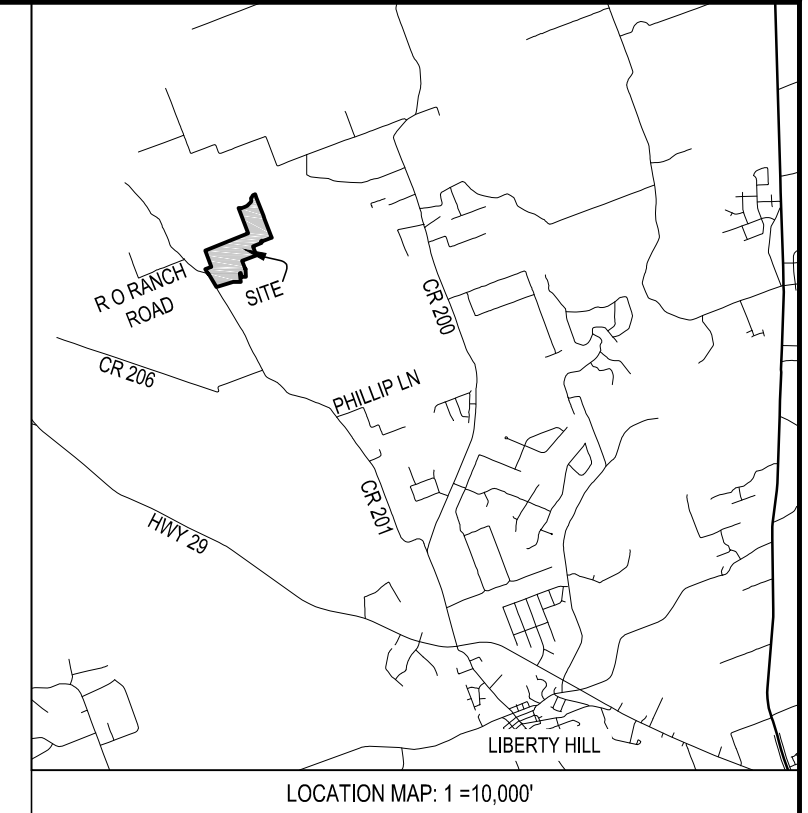 R O RANCH
ROAD
SITE
CR 200
CR 206
PHILLIP LN
CR 201
HWY 29
LIBERTY HILL
LOCATION MAP: 1 =10,000'